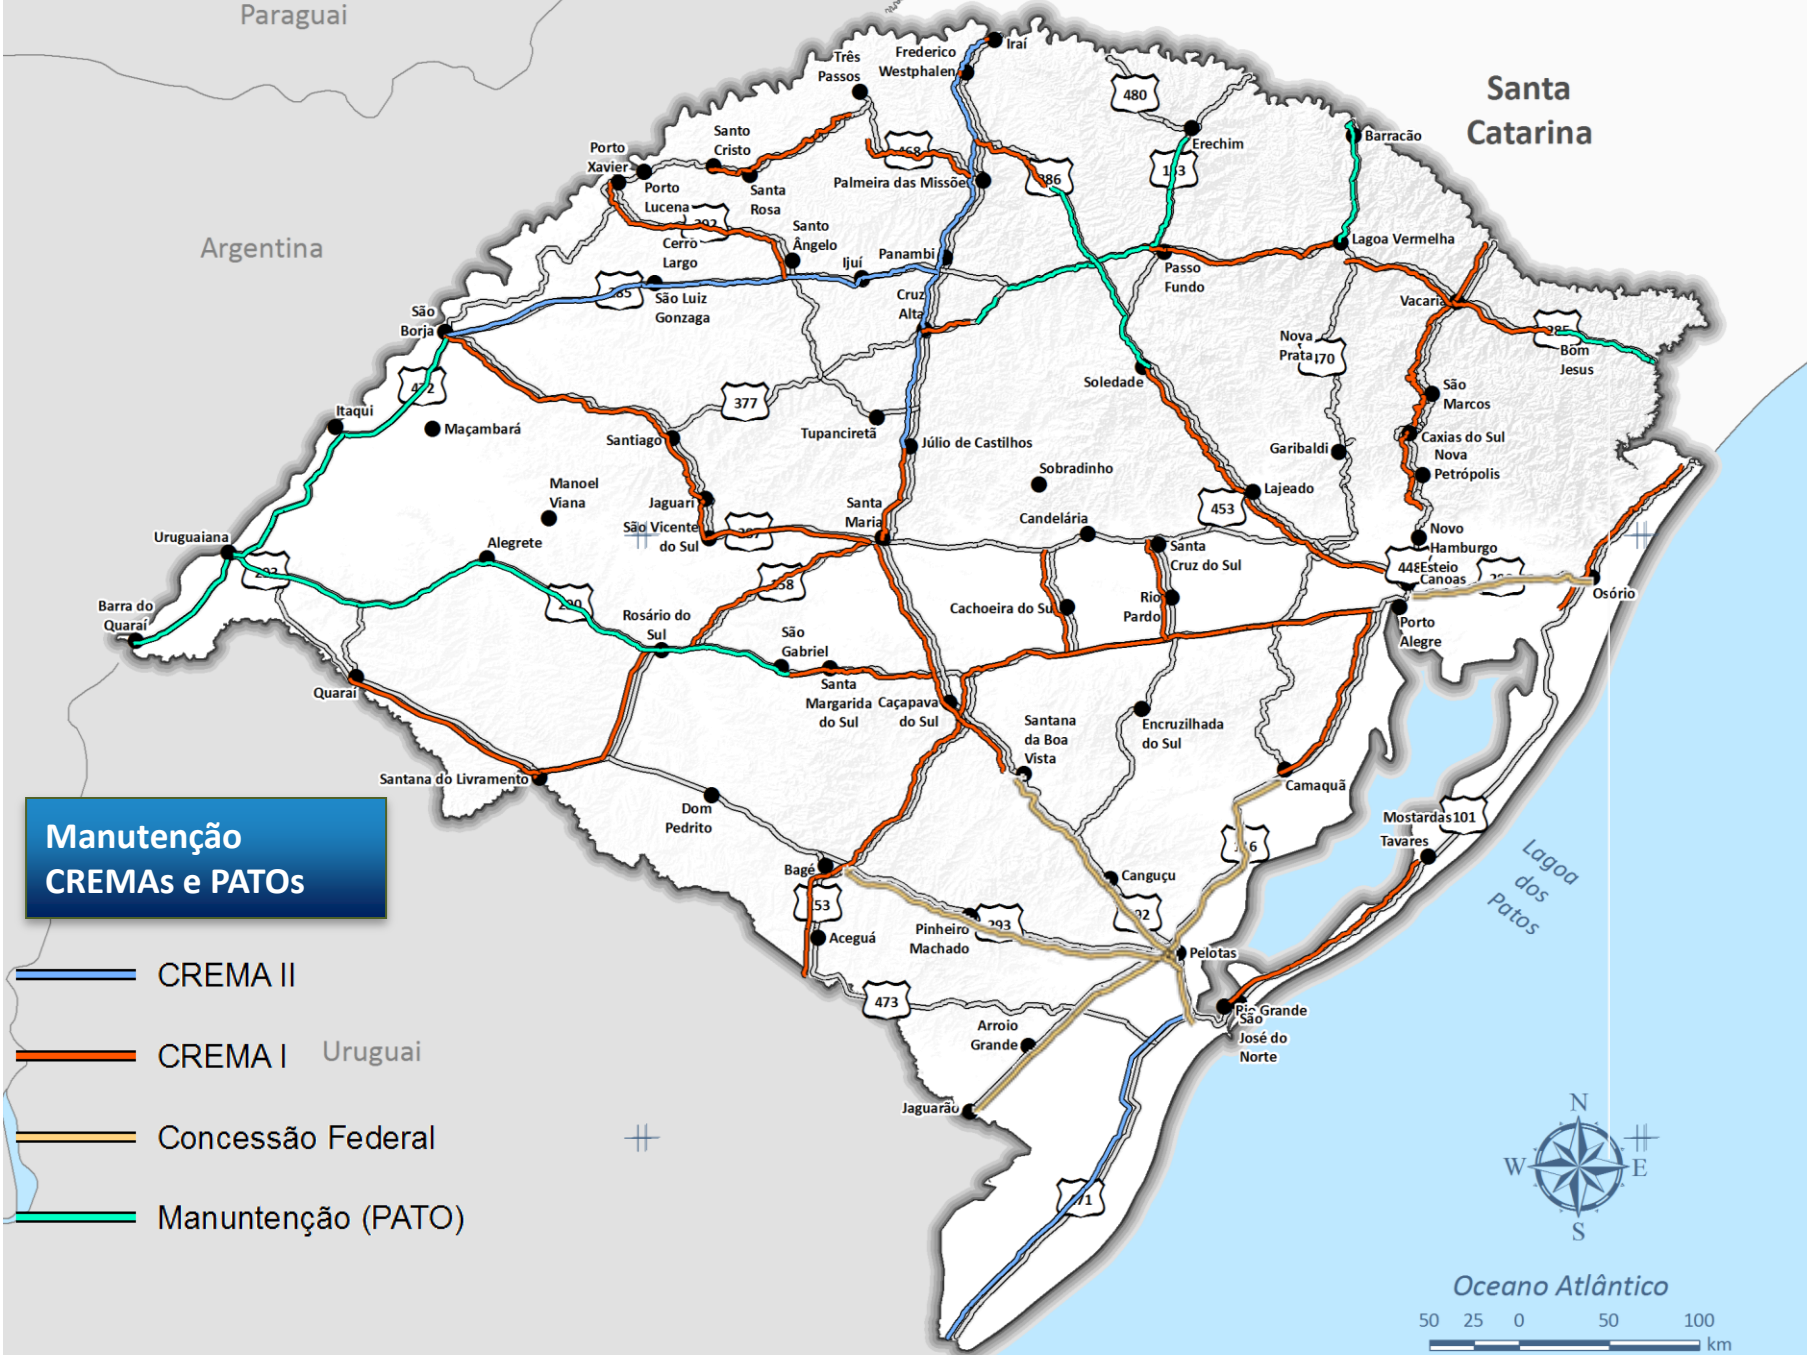 Paraguai
Argentina
Uruguai
Santa
Catarina
Iraí
Frederico
Westphalen
Três
Passos
480
Erechim
Barracão
Santo
Cristo
Porto
Xavier
Porto
Lucena
Santa
Rosa
Palmeira das Missões
Cerro
Largo
Santo
Ângelo
Ijuí
Panambi
Lagoa Vermelha
Passo
Fundo
São Luiz
Gonzaga
Cruz
Alta
Vacaria
São
Borja
Nova
Prata
Bom
Jesus
Soledade
São
Marcos
377
Itaqui
Maçambará
Santiago
Tupanciretã
Júlio de Castilhos
Garibaldi
Caxias do Sul
Nova
Petrópolis
Sobradinho
Manoel
Viana
Jaguari
Santa
Maria
453
Lajeado
Candelária
São Vicente
do Sul
Uruguaiana
Alegrete
Santa
Cruz do Sul
Novo
Hamburgo
448
Esteio
Canoas
Osório
Barra do
Quaraí
Rosário do
Sul
Cachoeira do Sul
Rio
Pardo
Porto
Alegre
São
Gabriel
Quaraí
Santa
Margarida
do Sul
Caçapava
do Sul
Santana
da Boa
Vista
Encruzilhada
do Sul
Santana do Livramento
Camaquã
Dom
Pedrito
Mostardas
101
Tavares
Bagé
Canguçu
Lagoa
dos
Patos
Aceguá
Pinheiro
Machado
293
Pelotas
473
Arroio
Grande
Rio Grande
São
José do
Norte
Jaguarão
Manutenção
CREMAs e PATOs
CREMA II
CREMA I
Concessão Federal
Manuntenção (PATO)
N
W
E
S
Oceano Atlântico
50 25 0 50 100
km